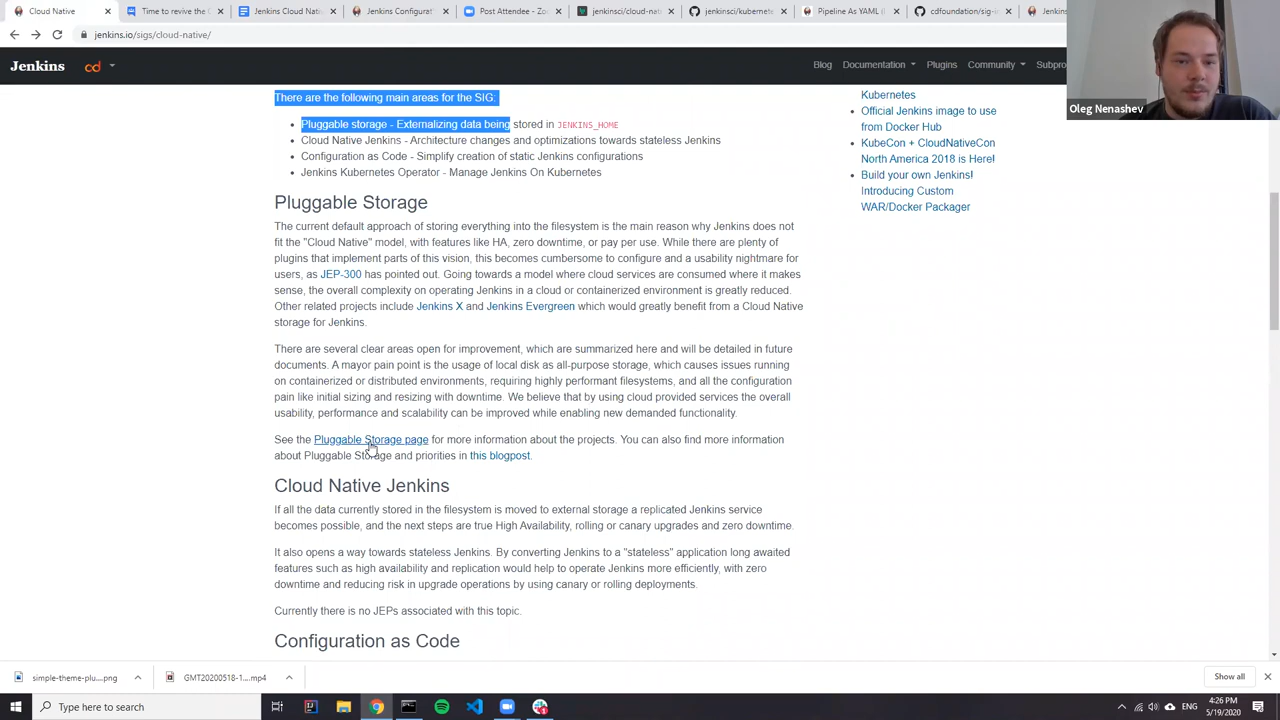 Cloud Native
Time to revive the
Jenkins Cloud Nativ
Jenkins Configurat
Post Attendee - Zoo
jenkinsci/cloud-nat
jenkinsci/kubernete
Pipeline As YAML (I
cdfoundation/sig-i
Jenkins
jenkins.io/sigs/cloud-native/
Jenkins
cd
Blog
Documentation
Plugins
Community
Subpro
Oleg Nenashev
There are the following main areas for the SIG:
Pluggable storage - Externalizing data being stored in JENKINS_HOME
Cloud Native Jenkins - Architecture changes and optimizations towards stateless Jenkins
Configuration as Code - Simplify creation of static Jenkins configurations
Jenkins Kubernetes Operator - Manage Jenkins On Kubernetes
Pluggable Storage
The current default approach of storing everything into the filesystem is the main reason why Jenkins does not
fit the "Cloud Native" model, with features like HA, zero downtime, or pay per use. While there are plenty of
plugins that implement parts of this vision, this becomes cumbersome to configure and a usability nightmare for
users, as JEP-300 has pointed out. Going towards a model where cloud services are consumed where it makes
sense, the overall complexity on operating Jenkins in a cloud or containerized environment is greatly reduced.
Other related projects include Jenkins X and Jenkins Evergreen which would greatly benefit from a Cloud Native
storage for Jenkins.
There are several clear areas open for improvement, which are summarized here and will be detailed in future
documents. A mayor pain point is the usage of local disk as all-purpose storage, which causes issues running
on containerized or distributed environments, requiring highly performant filesystems, and all the configuration
pain like initial sizing and resizing with downtime. We believe that by using cloud provided services the overall
usability, performance and scalability can be improved while enabling new demanded functionality.
See the Pluggable Storage page for more information about the projects. You can also find more information
about Pluggable Storage and priorities in this blogpost.
Cloud Native Jenkins
If all the data currently stored in the filesystem is moved to external storage a replicated Jenkins service
becomes possible, and the next steps are true High Availability, rolling or canary upgrades and zero downtime.
It also opens a way towards stateless Jenkins. By converting Jenkins to a "stateless" application long awaited
features such as high availability and replication would help to operate Jenkins more efficiently, with zero
downtime and reducing risk in upgrade operations by using canary or rolling deployments.
Currently there is no JEPs associated with this topic.
Configuration as Code
Kubernetes
Official Jenkins image to use
from Docker Hub
KubeCon + CloudNativeCon
North America 2018 is Here!
Build your own Jenkins!
Introducing Custom
WAR/Docker Packager
simple-theme-plu....png
GMT20200518-1....mp4
Show all
Type here to search
4:26 PM
5/19/2020